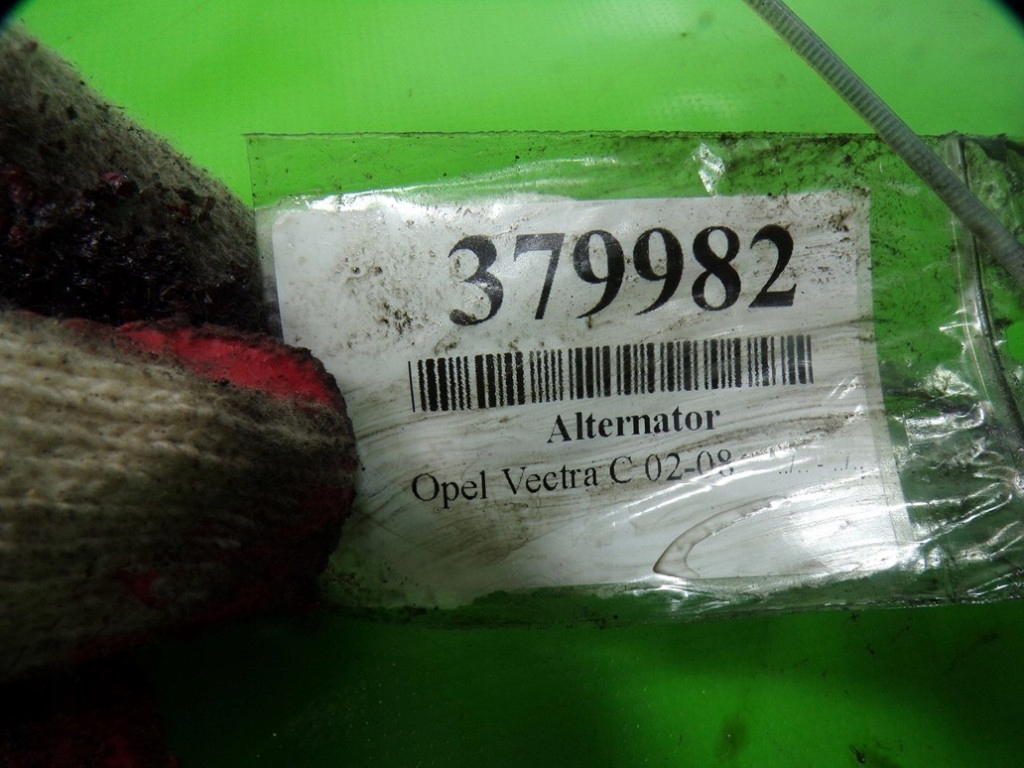 379982
Alternator
Opel Vectra C 02-08